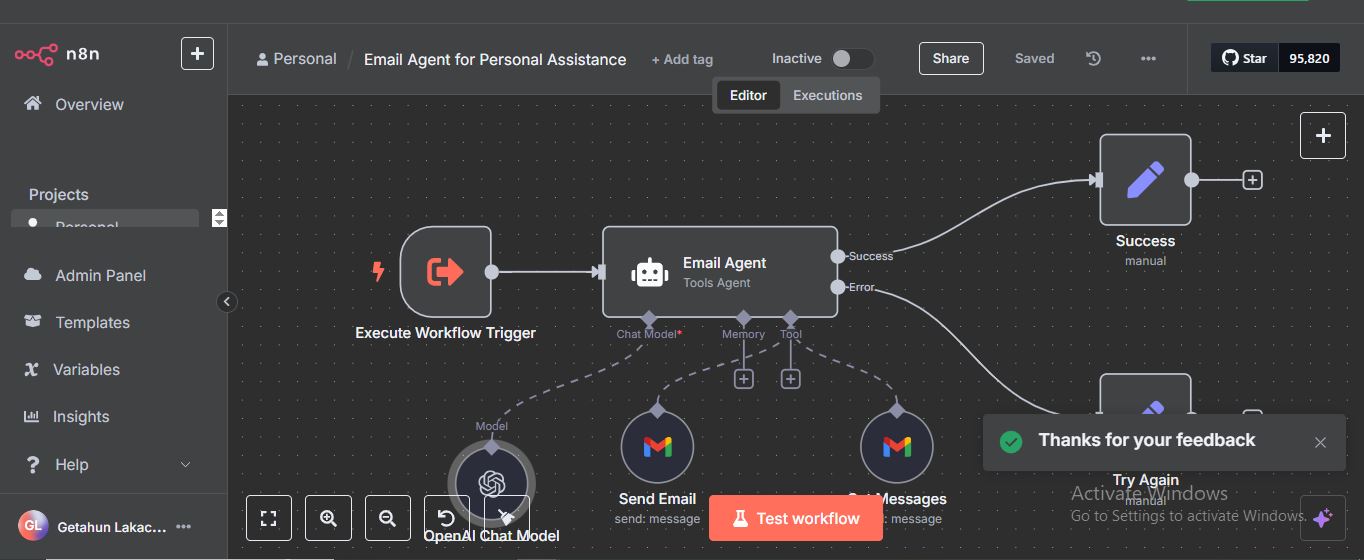 n8n
Personal / Email Agent for Personal Assistance + Add tag
Inactive
Share
Saved
Star 95,820
Editor Executions
Overview
Projects
Personal
Admin Panel
Templates
Variables
Insights
Help
GL Getahun Lakac...
Execute Workflow Trigger
Email Agent
Tools Agent
Success
Error
Chat Model*
Memory
Tool
Model
OpenAI Chat Model
Send Email
send: message
Messages
: message
Success
manual
Try Again
manual
Thanks for your feedback
Test workflow
Activate Windows
Go to Settings to activate Windows.